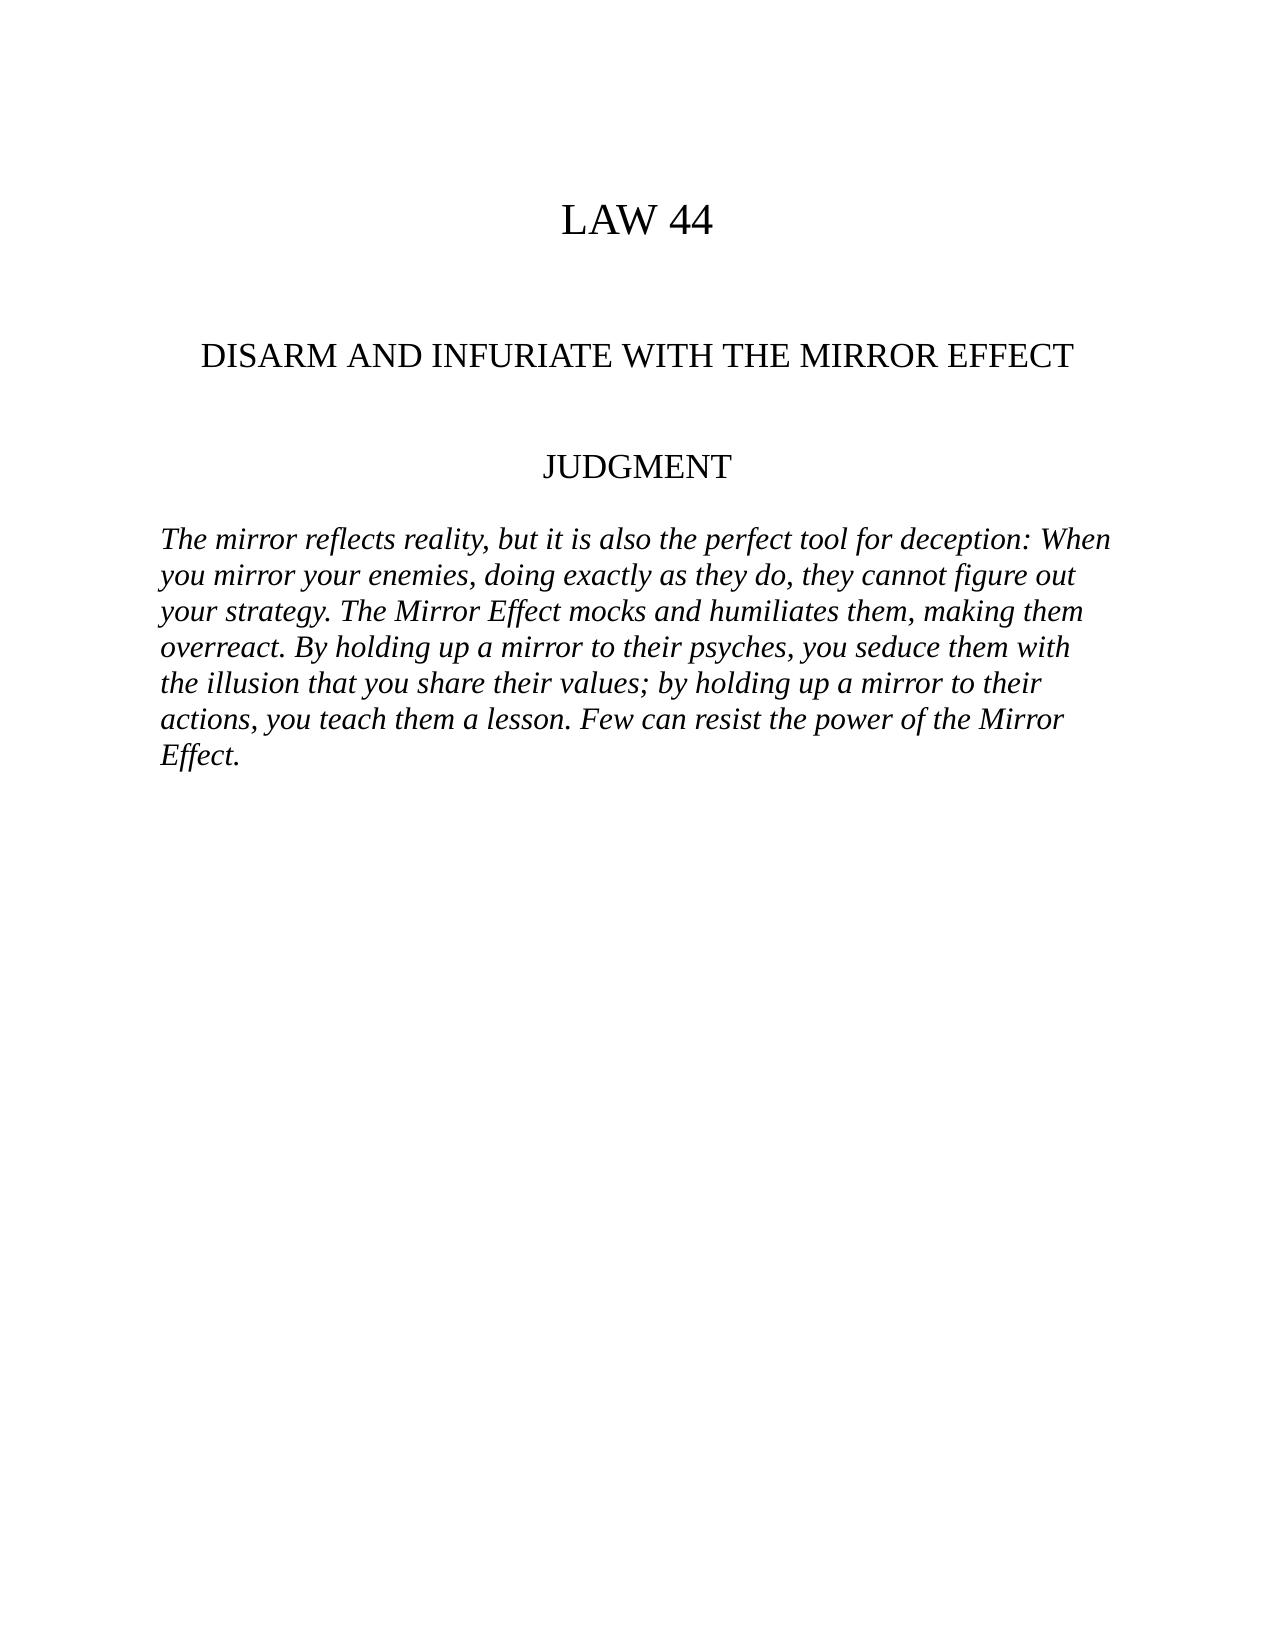 LAW 44
DISARM AND INFURIATE WITH THE MIRROR EFFECT
JUDGMENT
The mirror reflects reality, but it is also the perfect tool for deception: When
you mirror your enemies, doing exactly as they do, they cannot figure out
your strategy. The Mirror Effect mocks and humiliates them, making them
overreact. By holding up a mirror to their psyches, you seduce them with
the illusion that you share their values; by holding up a mirror to their
actions, you teach them a lesson. Few can resist the power of the Mirror
Effect.